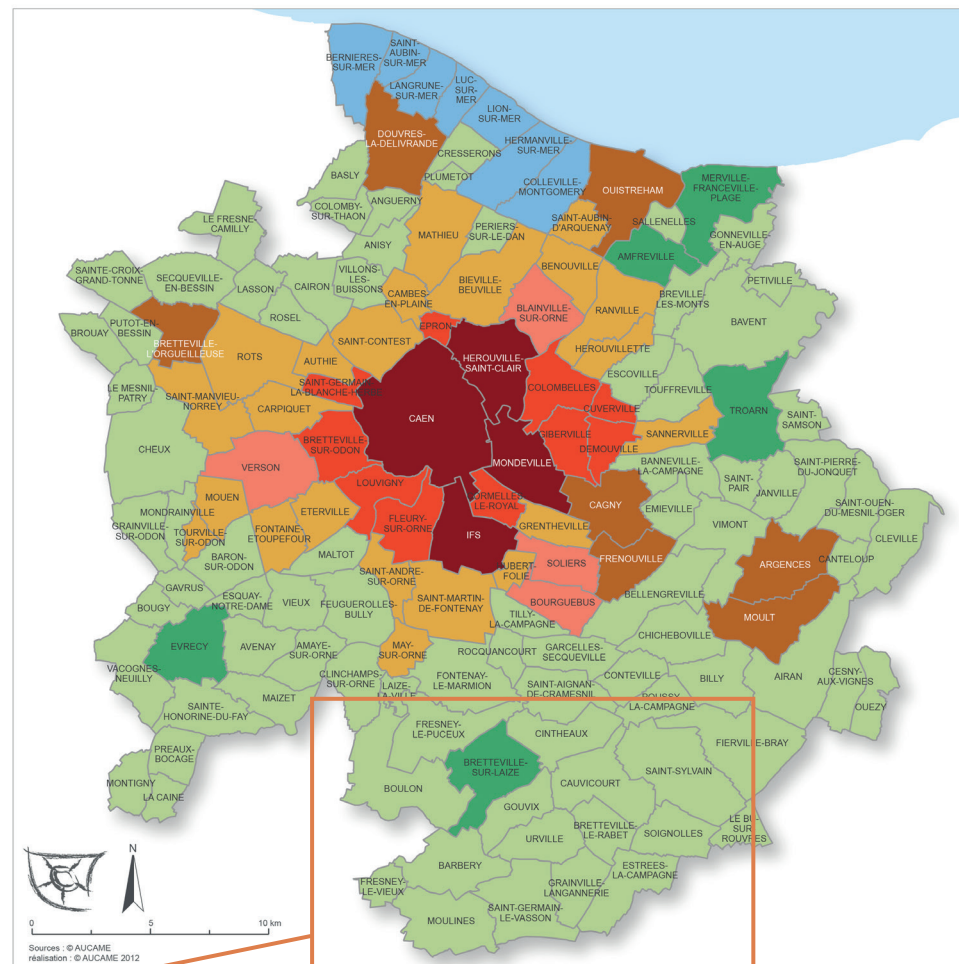 BERNIERES-
SUR-MER
SAINT-
AUBIN-
SUR-MER
LANGRUNE-
SUR-MER
LUC-
SUR-
MER
LION-
SUR-MER
HERMANVILLE-
SUR-MER
COLLEVILLE-
MONTGOMERY
DOUVRES-
LA-DELIVRANDE
CRESSERONS
PLUMETOT
BASLY
COLOMBY-
SUR-THAON
ANGUERNY
OUISTREHAM
MERVILLE-
FRANCEVILLE-
PLAGE
SALLENELLES
SAINT-AUBIN-
D'ARQUENAY
GONNEVILLE-
EN-AUGE
AMFREVILLE
LE FRESNE-
CAMILLY
MATHIEU
PERIERS-
SUR-LE-DAN
ANISY
BENOUVILLE
SAINTE-CROIX-
GRAND-TONNE
SECQUEVILLE-
EN-BESSIN
LASSON
CAIRON
VILLONS-
LES-
BUISSONS
CAMBES-
EN-PLAINE
BIEVILLE-
BEUVILLE
BREVILLE-
LES-MONTS
PETIVILLE
ROSEL
BLAINVILLE-
SUR-ORNE
RANVILLE
BAVENT
BROUAY
PUTOT-EN-
BESSIN
BRETTEVILLE-
L'ORGUEILLEUSE
EPRON
SAINT-CONTEST
HEROUVILLETTE
ROTS
AUTHIE
HEROUVILLE-
SAINT-CLAIR
ESCOVILLE
TOUFFREVILLE
LE MESNIL-
PATRY
SAINT-MANVIEU-
NORREY
SAINT-GERMAIN-
LA-BLANCHE-HERBE
CARPIQUET
COLOMBELLES
CUVERVILLE
TROARN
SAINT-
SAMSON
CAEN
GIBERVILLE
DEMOUVILLE
SANNERVILLE
CHEUX
BRETTEVILLE-
SUR-ODON
VERSON
MONDEVILLE
BANNEVILLE-
LA-CAMPAGNE
SAINT-PIERRE-
DU-JONQUET
SAINT-
PAIR
JANVILLE
LOUVIGNY
CORMELLES-
LE-ROYAL
CAGNY
EMIEVILLE
SAINT-OUEN-
DU-MESNIL-OGER
MOUEN
MONDRAINVILLE
ETERVILLE
GRAINVILLE-
SUR-ODON
TOURVILLE-
SUR-ODON
FONTAINE-
ETOUPEFOUR
FLEURY-
SUR-ORNE
GRENTHEVILLE
VIMONT
IFS
CLEVILLE
BARON-
SUR-ODON
MALTOT
SOLIERS
FRENOUVILLE
ARGENCES
CANTELOUP
SAINT-ANDRE-
SUR-ORNE
HUBERT-
FOLIE
GAVRUS
ESQUAY-
NOTRE-DAME
BELLENGREVILLE
BOUGY
VIEUX
FEUGUEROLLES-
BULLY
SAINT-MARTIN-
DE-FONTENAY
BOURGUEBUS
TILLY-
LA-CAMPAGNE
MOULT
CHICHEBOVILLE
EVRECY
AVENAY
AMAYE-
SUR-ORNE
MAY-
SUR-ORNE
ROCQUANCOURT
GARCELLES-
SECQUEVILLE
VACOGNES-
NEUILLY
CLINCHAMPS-
SUR-ORNE
LAIZE-
LA-VILLE
FONTENAY-
LE-MARMION
SAINT-AIGNAN-
DE-CRAMESNIL
CONTEVILLE
BILLY
AIRAN
CESNY-
AUX-VIGNES
OUEZY
POUSSY-
LA-CAMPAGNE
SAINTE-
HONORINE-DU-FAY
MAIZET
FRESNEY-
LE-PUCEUX
CINTHEAUX
FIERVILLE-BRAY
PREAUX-
BOCAGE
BRETTEVILLE-
SUR-LAIZE
SAINT-SYLVAIN
MONTIGNY
LA CAINE
BOULON
CAUVICOURT
GOUVIX
LE BU-
SUR-
ROUVRES
URVILLE
BRETTEVILLE-
LE-RABET
SOIGNOLLES
BARBERY
ESTREES-
LA-CAMPAGNE
FRESNEY-
LE-VIEUX
GRAINVILLE-
LANGANNERIE
SAINT-GERMAIN-
LE-VASSON
MOULINES
N
0 5 10 km
Sources : © AUCAME
réalisation : © AUCAME 2012